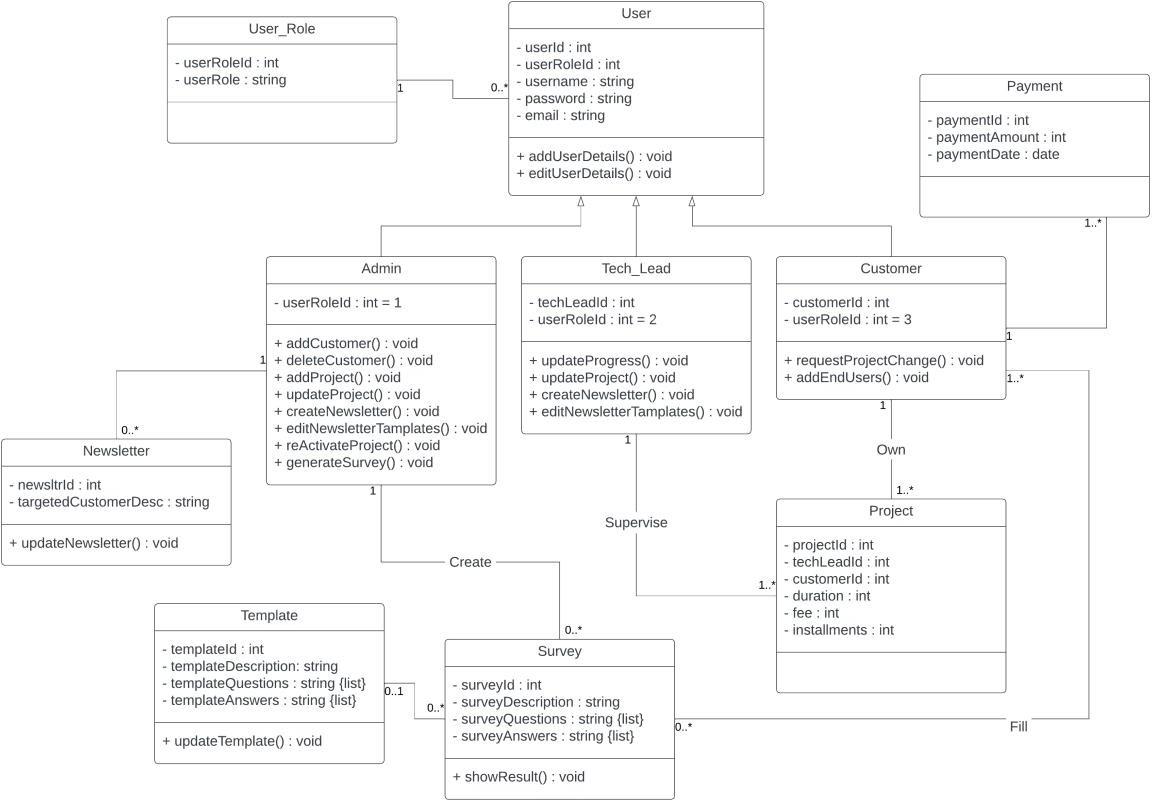 User_Role
- userRoleId : int
- userRole : string
1
0..*
User
- userId : int
- userRoleId : int
- username : string
- password : string
- email : string
+ addUserDetails() : void
+ editUserDetails() : void
Payment
- paymentId : int
- paymentAmount : int
- paymentDate : date
1..*
1
Admin
- userRoleId : int = 1
+ addCustomer() : void
+ deleteCustomer() : void
+ addProject() : void
+ updateProject() : void
+ createNewsletter() : void
+ editNewsletterTamplates() : void
+ reActivateProject() : void
+ generateSurvey() : void
Tech_Lead
- techLeadId : int
- userRoleId : int = 2
+ updateProgress() : void
+ updateProject() : void
+ createNewsletter() : void
+ editNewsletterTamplates() : void
Customer
- customerId : int
- userRoleId : int = 3
+ requestProjectChange() : void
+ addEndUsers() : void
1
0..*
1..*
1
Own
1..*
Newsletter
- newsltrId : int
- targetedCustomerDesc : string
+ updateNewsletter() : void
1
Create
0..*
1
Supervise
1..*
Project
- projectId : int
- techLeadId : int
- customerId : int
- duration : int
- fee : int
- installments : int
Template
- templateId : int
- templateDescription: string
- templateQuestions : string {list}
- templateAnswers : string {list}
+ updateTemplate() : void
0..1
0..*
Survey
- surveyId : int
- surveyDescription : string
- surveyQuestions : string {list}
- surveyAnswers : string {list}
+ showResult() : void
0..*
Fill